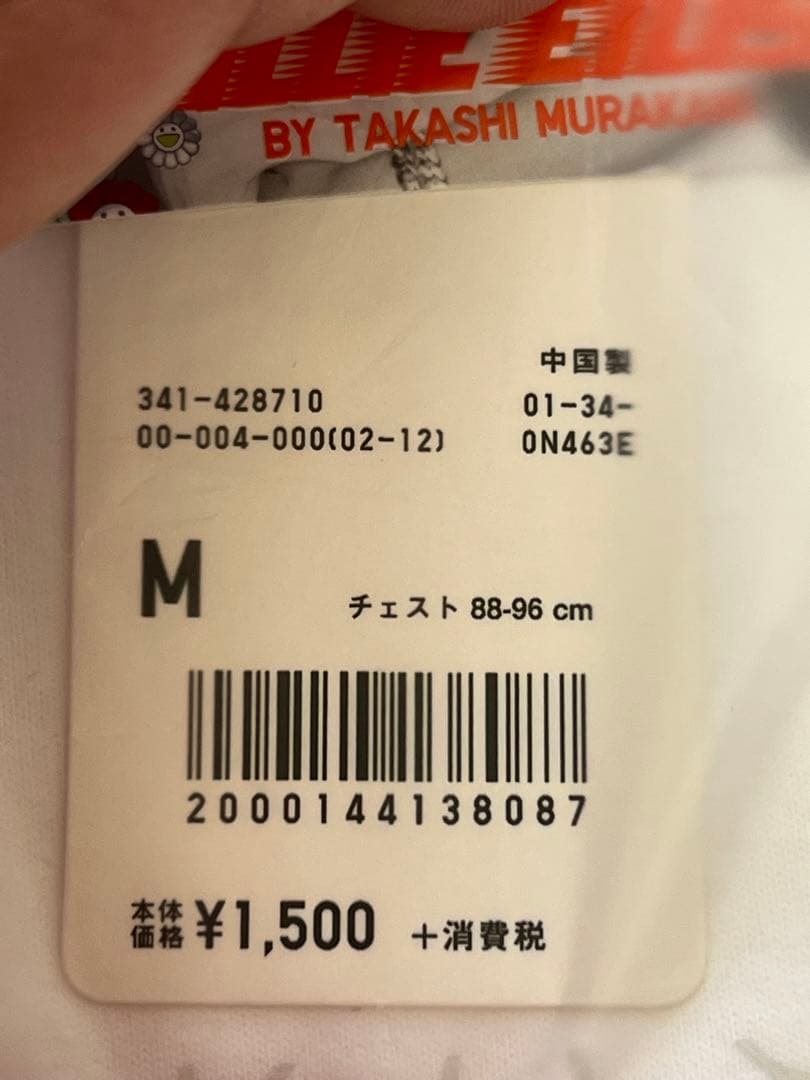 BY TAKASHI MURAKAMI
中国製
341-428710 01-34-
00-004-000(02-12) 0N463E
M チェスト 88-96 cm
2000144138087
本体価格 ¥1,500 +消費税